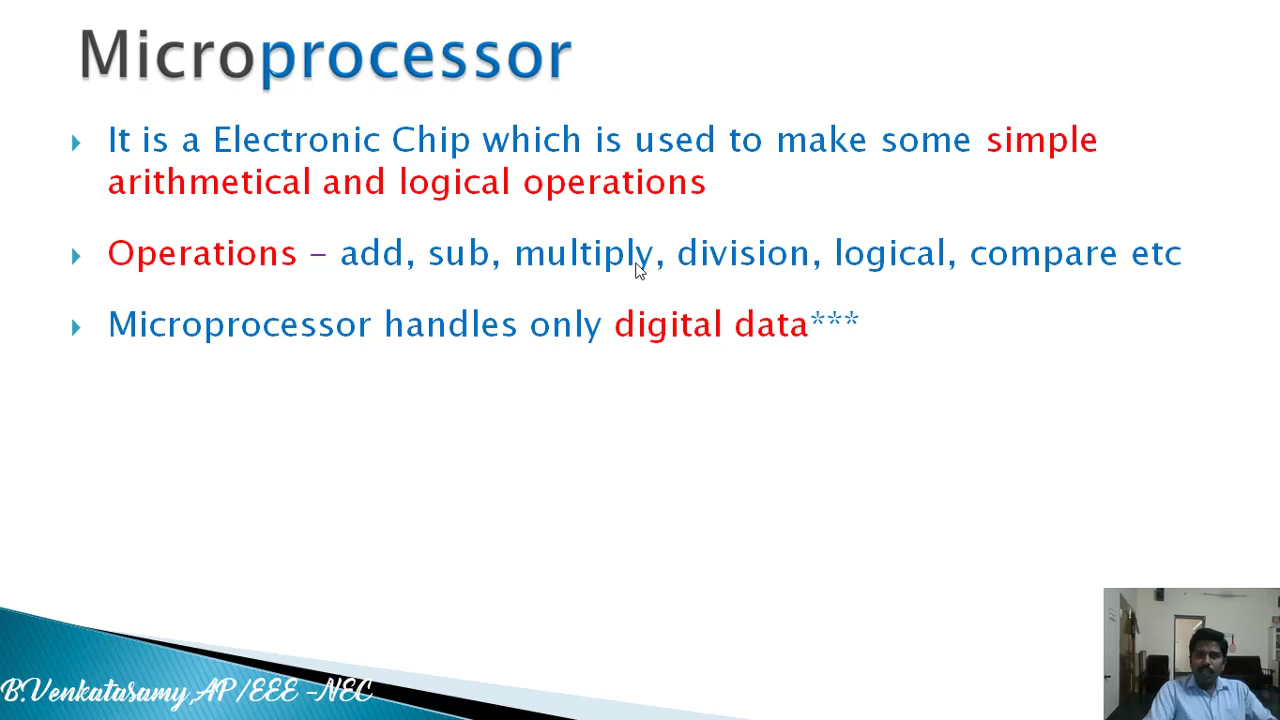 Microprocessor
It is a Electronic Chip which is used to make some simple
arithmetical and logical operations
Operations – add, sub, multiply, division, logical, compare etc
Microprocessor handles only digital data***
B.Venkatasamy,AP/EEE -NEC